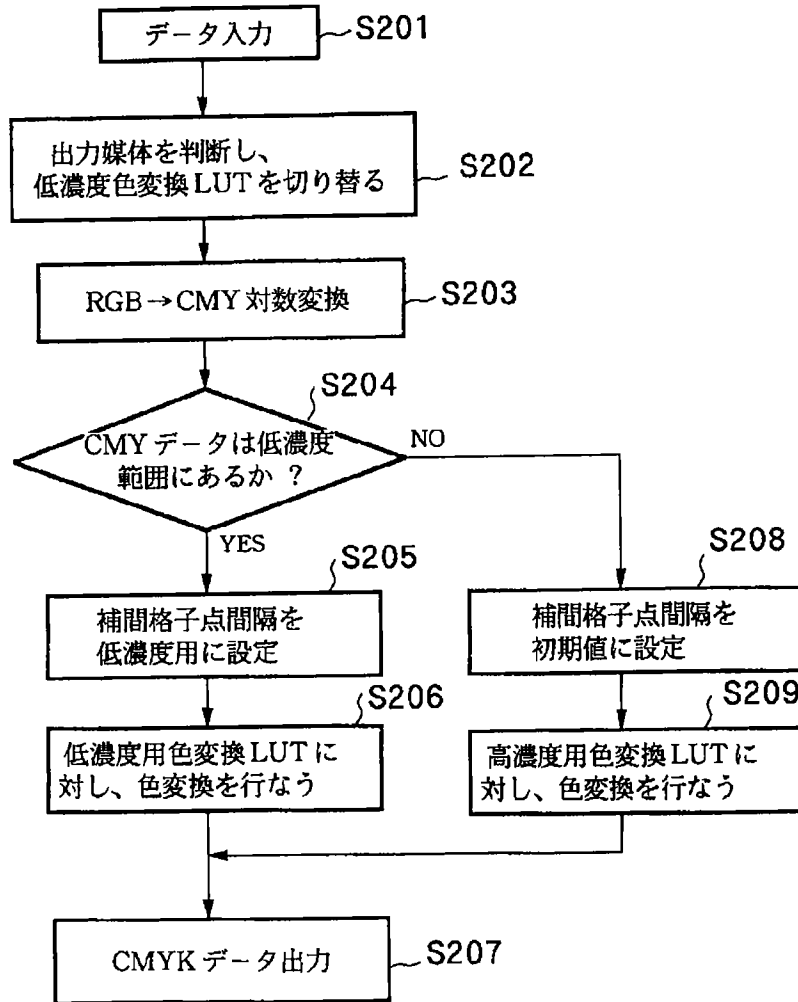 データ入力
S201
出力媒体を判断し、
低濃度色変換LUTを切り替る
S202
RGB→CMY対数変換
S203
S204
CMYデータは低濃度
範囲にあるか ?
NO
YES
S205
補間格子点間隔を
低濃度用に設定
S208
補間格子点間隔を
初期値に設定
S206
低濃度用色変換LUTに
対し、色変換を行なう
S209
高濃度用色変換LUTに
対し、色変換を行なう
CMYKデータ出力
S207